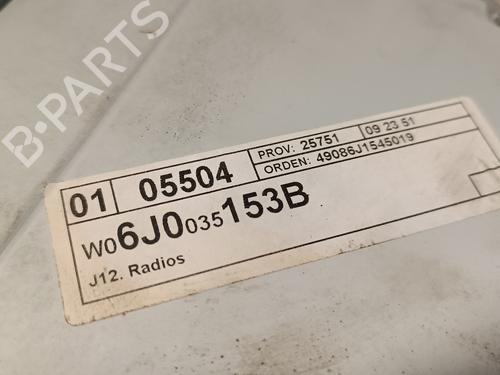 B-PARTS
01 05504 PROV: 25751 09 23 51
ORDEN: 49086J1545019
W06J0035153B
J12. Radios